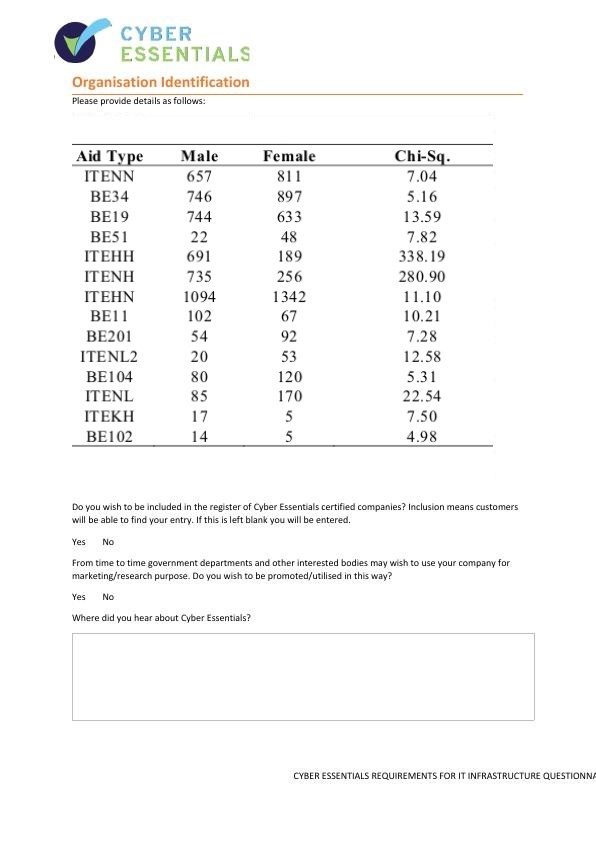 CYBER
ESSENTIALS
Organisation Identification
Please provide details as follows:
Aid Type Male Female Chi-Sq.
ITENN 657 811 7.04
BE34 746 897 5.16
BE19 744 633 13.59
BE51 22 48 7.82
ITEHH 691 189 338.19
ITENH 735 256 280.90
ITEHN 1094 1342 11.10
BE11 102 67 10.21
BE201 54 92 7.28
ITENL2 20 53 12.58
BE104 80 120 5.31
ITENL 85 170 22.54
ITEKH 17 5 7.50
BE102 14 5 4.98
Do you wish to be included in the register of Cyber Essentials certified companies? Inclusion means customers
will be able to find your entry. If this is left blank you will be entered.
Yes No
From time to time government departments and other interested bodies may wish to use your company for
marketing/research purpose. Do you wish to be promoted/utilised in this way?
Yes No
Where did you hear about Cyber Essentials?
CYBER ESSENTIALS REQUIREMENTS FOR IT INFRASTRUCTURE QUESTIONNA